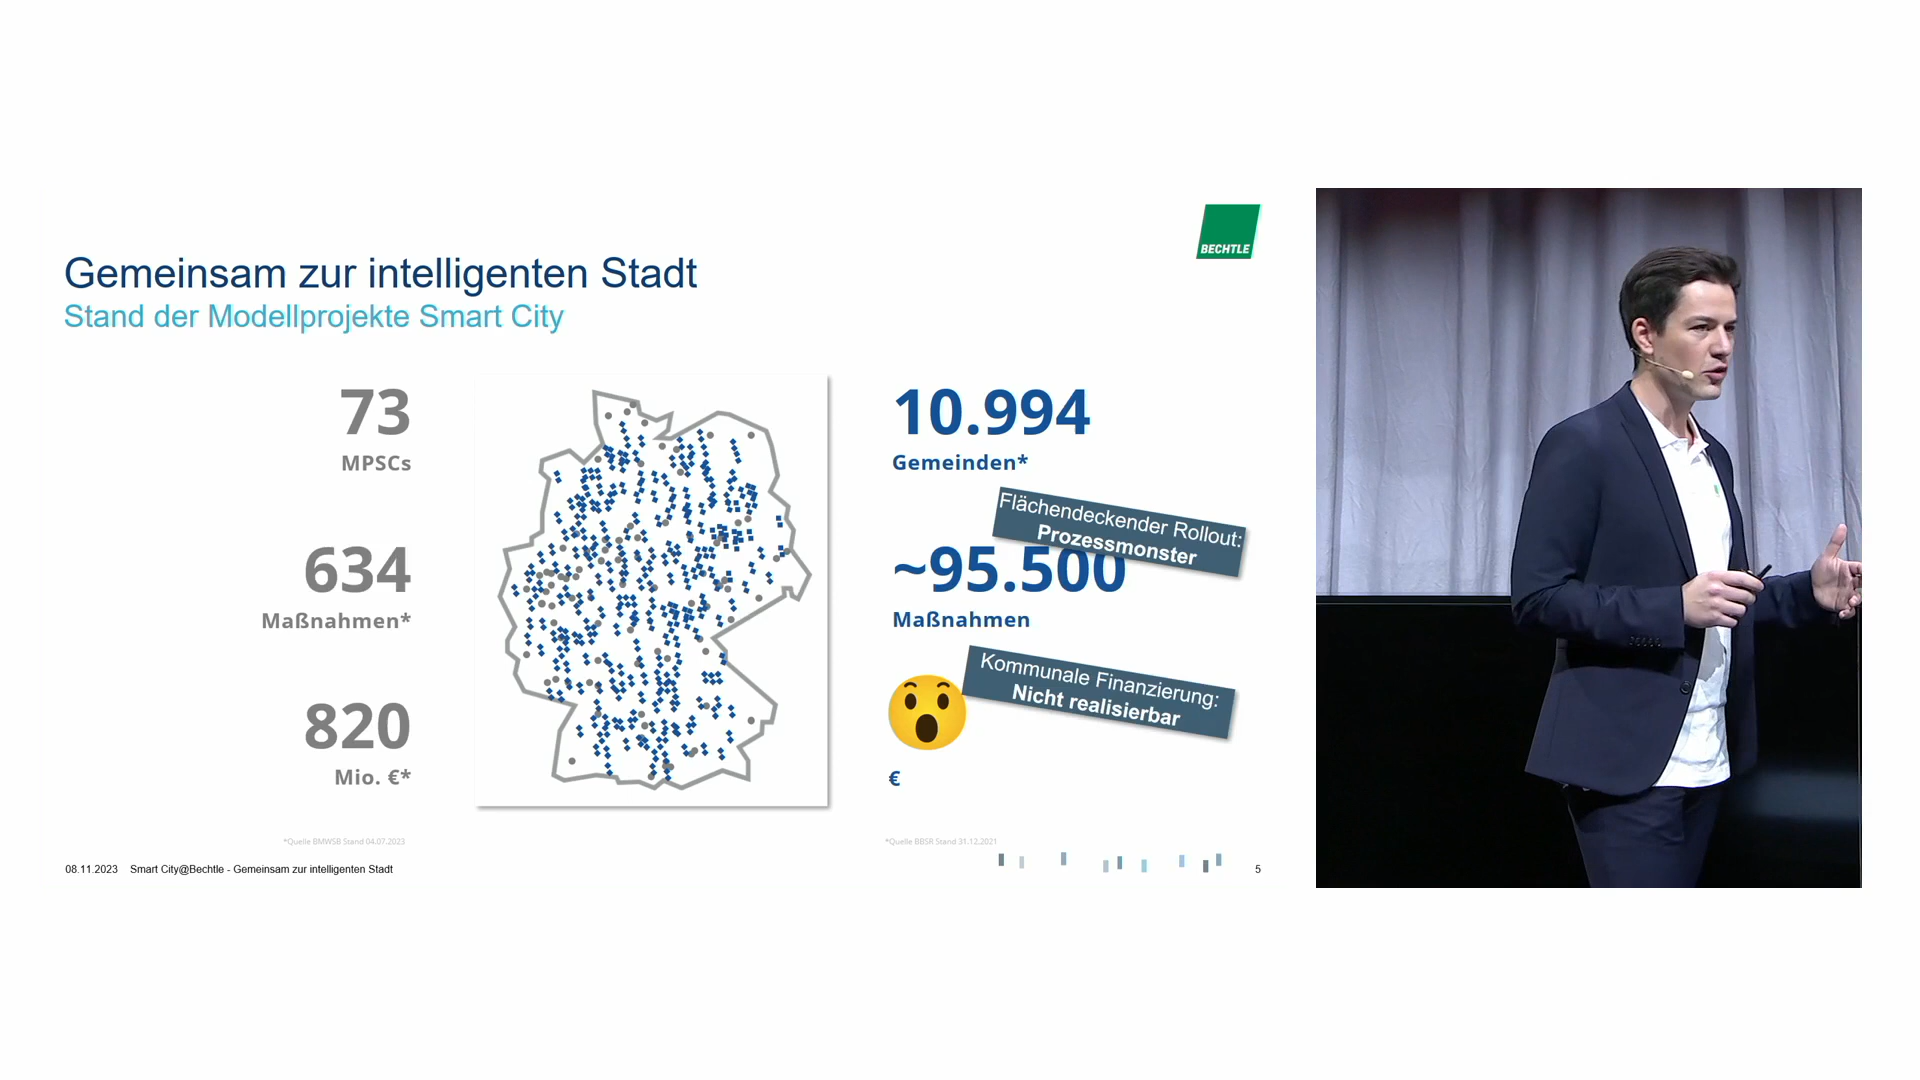 BECHTLE
Gemeinsam zur intelligenten Stadt
Stand der Modellprojekte Smart City
73
MPSCs
634
Maßnahmen*
820
Mio. €*
*Quelle BMWSB Stand 04.07.2023
10.994
Gemeinden*
Flächendeckender Rollout:
Prozessmonster
~95.500
Maßnahmen
Kommunale Finanzierung:
Nicht realisierbar
€
*Quelle BBSR Stand 31.12.2021
08.11.2023 Smart City@Bechtle - Gemeinsam zur intelligenten Stadt
5